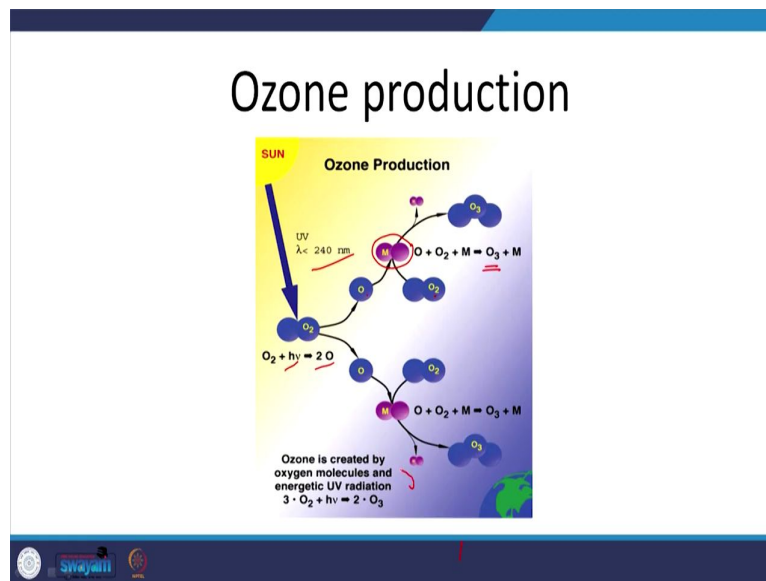 Ozone production
SUN
Ozone Production
UV
λ< 240 nm
O₃
M
O + O₂ + M ➡ O₃ + M
O
O₂
O₂
O₂ + hν ➡ 2 O
O
O₂
M
O + O₂ + M ➡ O₃ + M
O₃
Ozone is created by
oxygen molecules and
energetic UV radiation
3 · O₂ + hν ➡ 2 · O₃
swayam